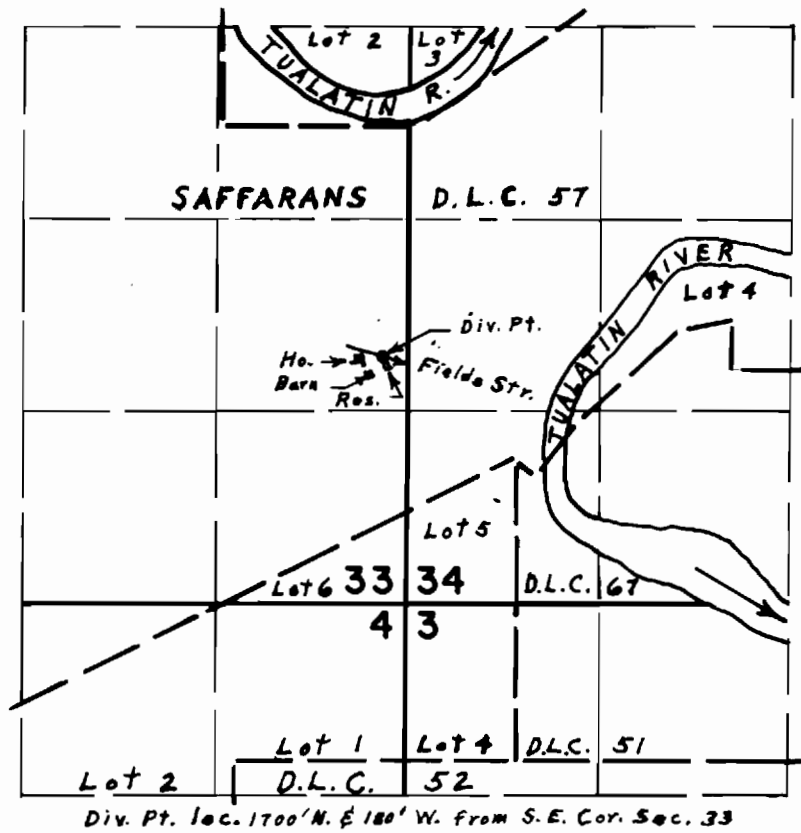 Lot 2 Lot 3
TUALATIN R.
SAFFARANS D.L.C. 57
TUALATIN RIVER
Lot 4
Div. Pt.
Ho.
Fields Str.
Barn
Res.
Lot 5
Lot 6 33 34 D.L.C. 67
4 3
Lot 1 Lot 4 D.L.C. 51
Lot 2 D.L.C. 52
Div. Pt. loc. 1700' N. & 180' W. from S.E. Cor. Sec. 33